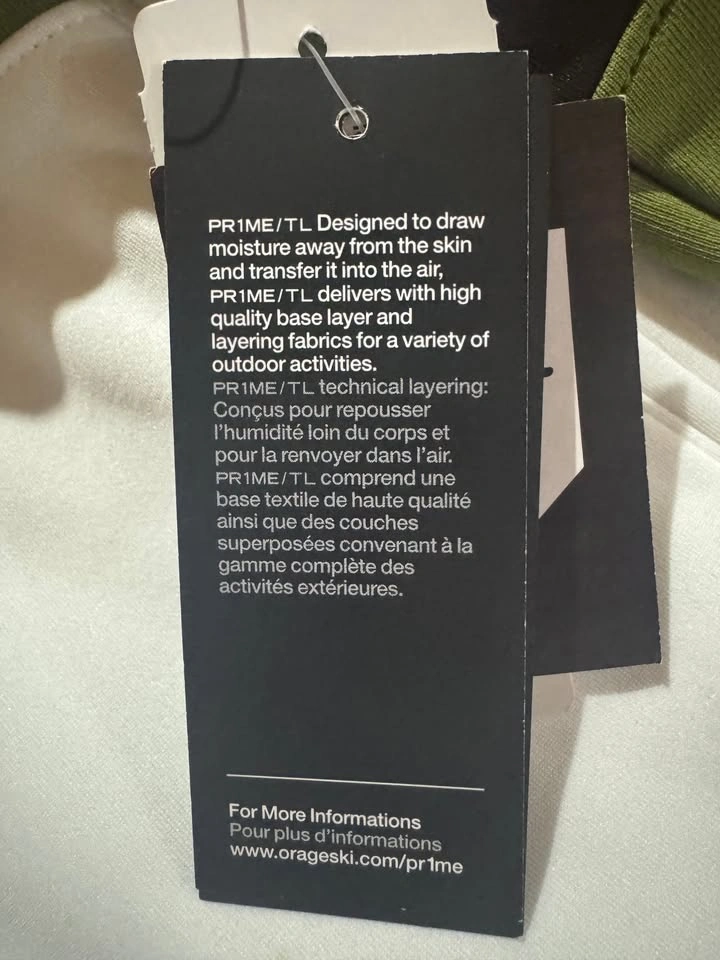 PR1ME/TL Designed to draw
moisture away from the skin
and transfer it into the air,
PR1ME/TL delivers with high
quality base layer and
layering fabrics for a variety of
outdoor activities.
PR1ME/TL technical layering:
Conçus pour repousser
l'humidité loin du corps et
pour la renvoyer dans l'air.
PR1ME/TL comprend une
base textile de haute qualité
ainsi que des couches
superposées convenant à la
gamme complète des
activités extérieures.
For More Informations
Pour plus d'informations
www.orageski.com/pr1me